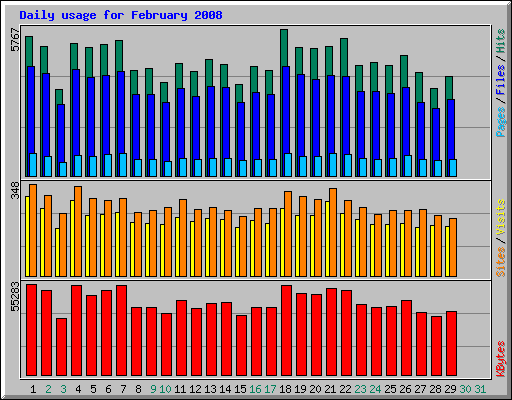 Daily usage for February 2008
5767
Pages / Files / Hits
348
Sites / Visits
55283
KBytes
1 2 3 4 5 6 7 8 9 10 11 12 13 14 15 16 17 18 19 20 21 22 23 24 25 26 27 28 29 30 31